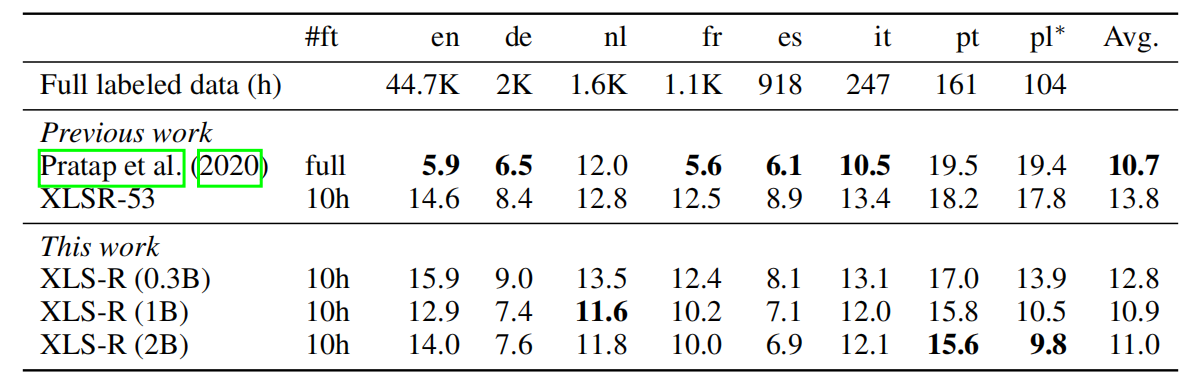 #ft en de nl fr es it pt pl* Avg.
Full labeled data (h) 44.7K 2K 1.6K 1.1K 918 247 161 104
Previous work
Pratap et al. (2020) full 5.9 6.5 12.0 5.6 6.1 10.5 19.5 19.4 10.7
XLSR-53 10h 14.6 8.4 12.8 12.5 8.9 13.4 18.2 17.8 13.8
This work
XLS-R (0.3B) 10h 15.9 9.0 13.5 12.4 8.1 13.1 17.0 13.9 12.8
XLS-R (1B) 10h 12.9 7.4 11.6 10.2 7.1 12.0 15.8 10.5 10.9
XLS-R (2B) 10h 14.0 7.6 11.8 10.0 6.9 12.1 15.6 9.8 11.0